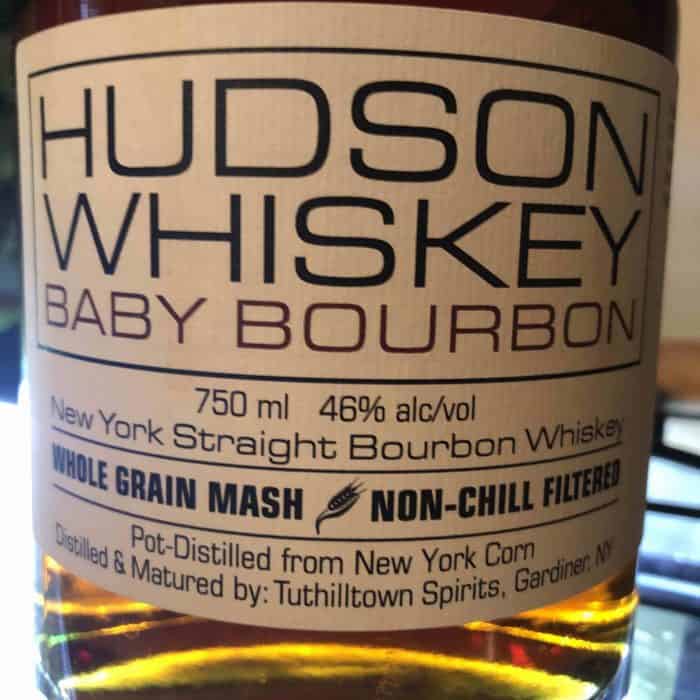 HUDSON
WHISKEY
BABY BOURBON
750 ml 46% alc/vol
New York Straight Bourbon Whiskey
WHOLE GRAIN MASH NON-CHILL FILTERED
Pot-Distilled from New York Corn
Distilled & Matured by: Tuthilltown Spirits, Gardiner, NY